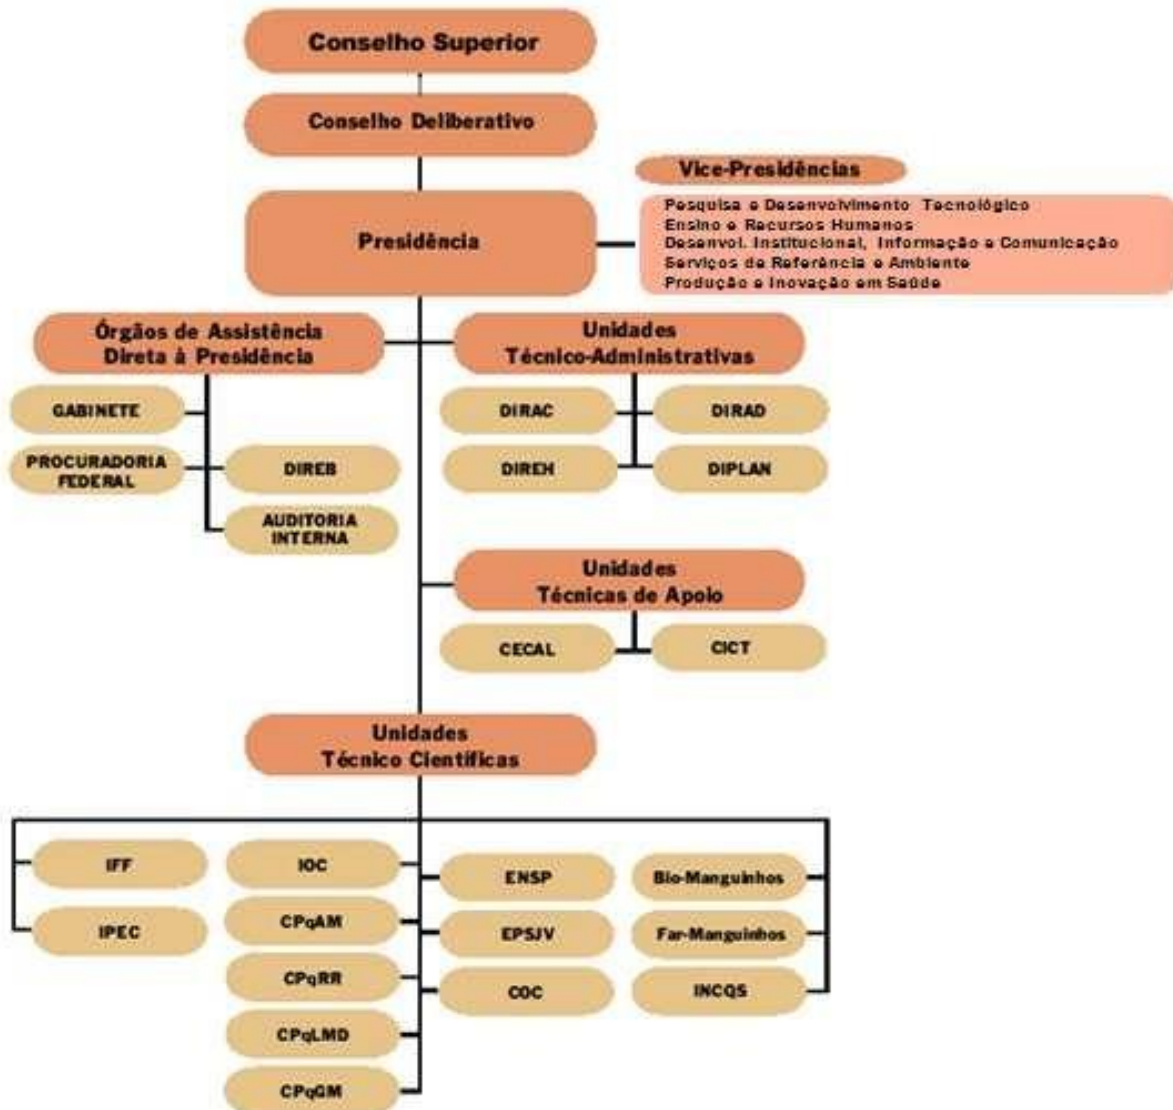 Conselho Superior
Conselho Deliberativo
Presidência
Vice-Presidências
Pesquisa e Desenvolvimento Tecnológico
Ensino e Recursos Humanos
Desenvol. Institucional, Informação e Comunicação
Serviços de Referência e Ambiente
Produção e Inovação em Saúde
Órgãos de Assistência
Direta à Presidência
GABINETE
PROCURADORIA
FEDERAL
DIREB
AUDITORIA
INTERNA
Unidades
Técnico-Administrativas
DIRAC
DIRAD
DIREH
DIPLAN
Unidades
Técnicas de Apoio
CECAL
CICT
Unidades
Técnico Científicas
IFF
IPEC
IOC
CPqAM
CPqRR
CPqLMD
CPqGM
ENSP
EPSJV
COC
Bio-Manguinhos
Far-Manguinhos
INCQS